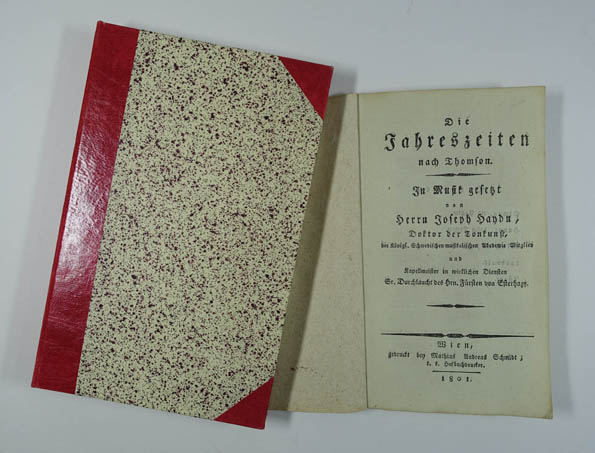 Die
Jahreszeiten
nach Thomson.
In Musik gesetzt
von
Herrn Joseph Haydn,
Doktor der Tonkunst,
der Königl. Schwedischen musikalischen Akademie Mitglied
und
Kapellmeister in wirklichen Diensten
Sr. Durchlaucht des Hrn. Fürsten von Esterhazy.
Wien,
gedruckt bey Mathias Andreas Schmidt,
k. k. Hofbuchdrucker.
1801.